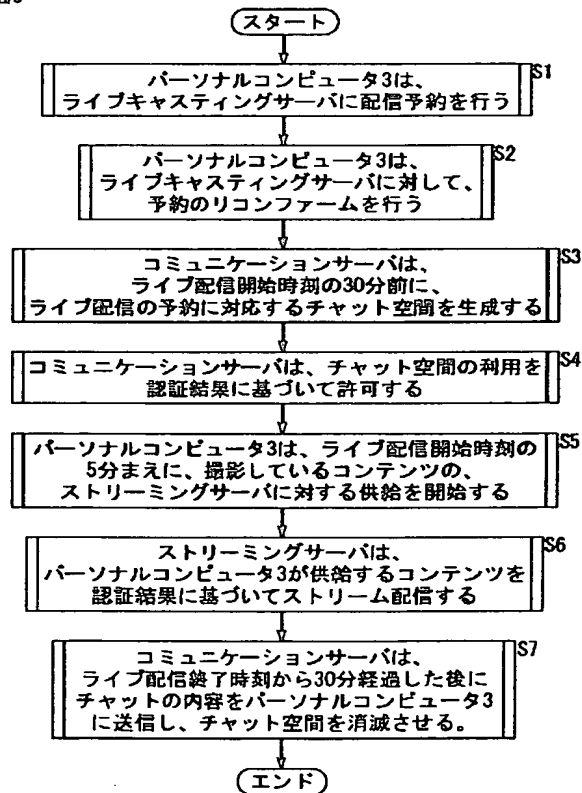 スタート
S1
パーソナルコンピュータ3は、
ライブキャスティングサーバに配信予約を行う
S2
パーソナルコンピュータ3は、
ライブキャスティングサーバに対して、
予約のリコンファームを行う
S3
コミュニケーションサーバは、
ライブ配信開始時刻の30分前に、
ライブ配信の予約に対応するチャット空間を生成する
S4
コミュニケーションサーバは、チャット空間の利用を
認証結果に基づいて許可する
S5
パーソナルコンピュータ3は、ライブ配信開始時刻の
5分まえに、撮影しているコンテンツの、
ストリーミングサーバに対する供給を開始する
S6
ストリーミングサーバは、
パーソナルコンピュータ3が供給するコンテンツを
認証結果に基づいてストリーム配信する
S7
コミュニケーションサーバは、
ライブ配信終了時刻から30分経過した後に
チャットの内容をパーソナルコンピュータ3
に送信し、チャット空間を消滅させる。
エンド